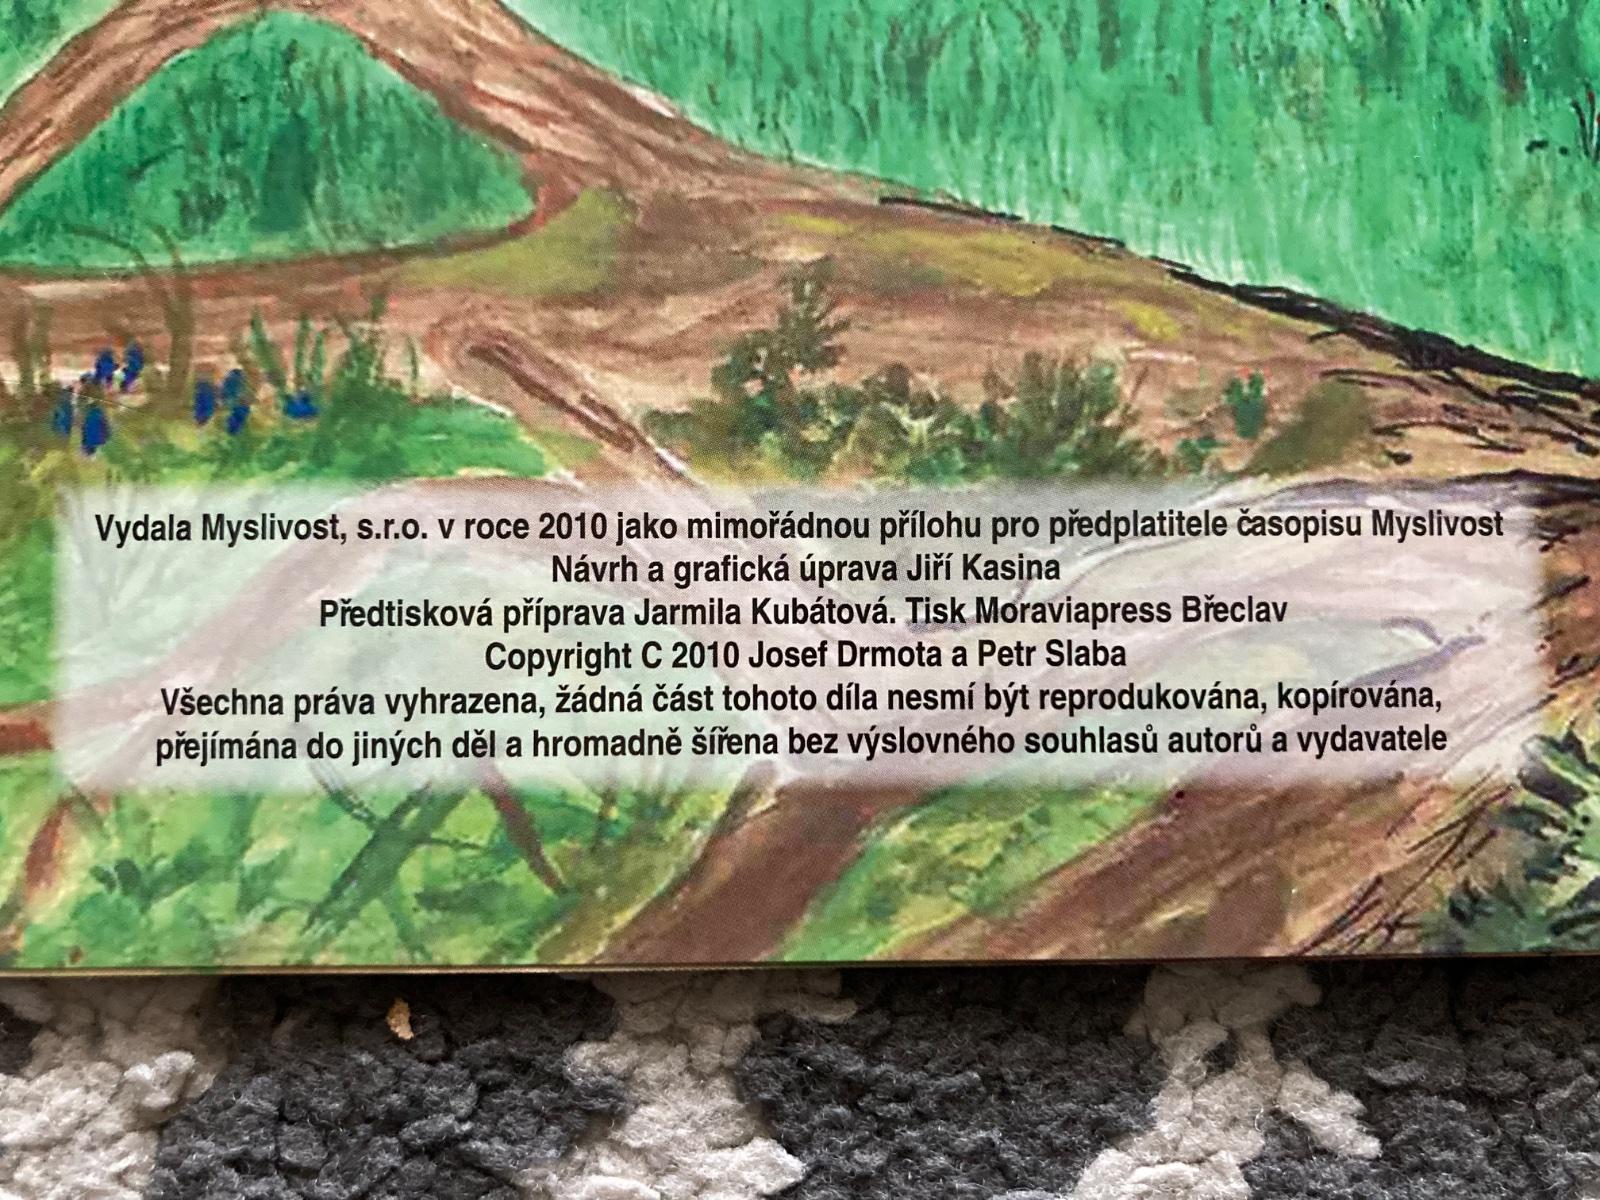 Vydala Myslivost, s.r.o. v roce 2010 jako mimořádnou přílohu pro předplatitele časopisu Myslivost
Návrh a grafická úprava Jiří Kasina
Předtisková příprava Jarmila Kubátová. Tisk Moraviapress Břeclav
Copyright C 2010 Josef Drmota a Petr Slaba
Všechna práva vyhrazena, žádná část tohoto díla nesmí být reprodukována, kopírována,
přejímána do jiných děl a hromadně šířena bez výslovného souhlasů autorů a vydavatele